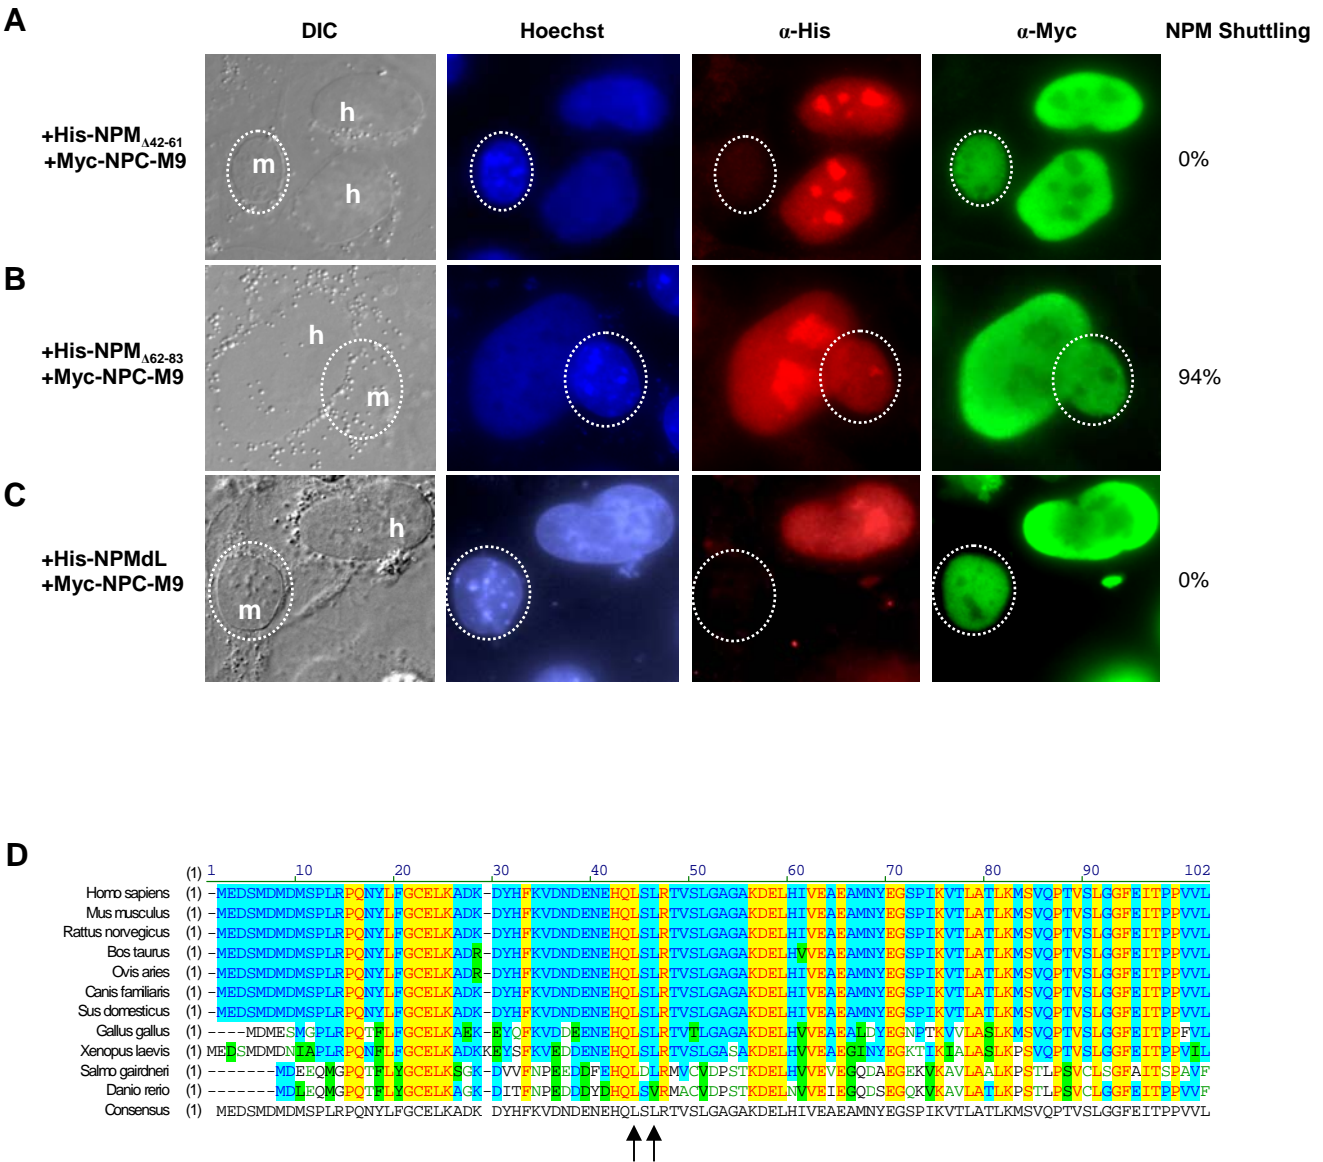 A
DIC Hoechst α-His α-Myc NPM Shuttling
+His-NPMΔ42-61
+Myc-NPC-M9
h
m
h
0%
B
+His-NPMΔ62-83
+Myc-NPC-M9
h
m
94%
C
+His-NPMdL
+Myc-NPC-M9
h
m
0%
D
(1) 1 10 20 30 40 50 60 70 80 90 102
Homo sapiens (1) -MEDSMDMDMSPLRPQNYLFGCELKADK-DYHFKVDNDENEHQLSLRTVSLGAGAKDELHIVEAEAMNYEGSPIKVTLATLKMSVQPTVSLGGFEITPPVVL
Mus musculus (1) -MEDSMDMDMSPLRPQNYLFGCELKADK-DYHFKVDNDENEHQLSLRTVSLGAGAKDELHIVEAEAMNYEGSPIKVTLATLKMSVQPTVSLGGFEITPPVVL
Rattus norvegicus (1) -MEDSMDMDMSPLRPQNYLFGCELKADK-DYHFKVDNDENEHQLSLRTVSLGAGAKDELHIVEAEAMNYEGSPIKVTLATLKMSVQPTVSLGGFEITPPVVL
Bos taurus (1) -MEDSMDMDMSPLRPQNYLFGCELKADR-DYHFKVDNDENEHQLSLRTVSLGAGAKDELHVVEAEAMNYEGSPIKVTLATLKMSVQPTVSLGGFEITPPVVL
Ovis aries (1) -MEDSMDMDMSPLRPQNYLFGCELKADR-DYHFKVDNDENEHQLSLRTVSLGAGAKDELHIVEAEAMNYEGSPIKVTLATLKMSVQPTVSLGGFEITPPVVL
Canis familiaris (1) -MEDSMDMDMSPLRPQNYLFGCELKADK-DYHFKVDNDENEHQLSLRTVSLGAGAKDELHIVEAEAMNYEGSPIKVTLATLKMSVQPTVSLGGFEITPPVVL
Sus domesticus (1) -MEDSMDMDMSPLRPQNYLFGCELKADK-DYHFKVDNDENEHQLSLRTVSLGAGAKDELHIVEAEAMNYEGSPIKVTLATLKMSVQPTVSLGGFEITPPVVL
Gallus gallus (1) ----MDMESMGPLRPQTFLFGCELKAEK-EYQFKVDDEENEHQLSLRTVTLGAGAKDELHVVEAEALDYEGNPTKVVLASLKMSVQPTVSLGGFEITPPFVL
Xenopus laevis (1) MEDSMDMDNIAPLRPQNFLFGCELKADKKEYSFKVEDDENEHQLSLRTVSLGASAKDELHVVEAEGINYEGKTIKIALASLKPSVQPTVSLGGFEITPPVIL
Salmo gairdneri (1) -------MDEEQMGPQTFLYGCELKSGK-DVVFNPEEDDFEHQLDLRMVCVDPSTKDELHVVEVEGQDAEGEKVKAVLAALKPSTLPSVCLSGFAITSPAVF
Danio rerio (1) -------MDLEQMGPQTFLYGCELKAGK-DITFNPEDDYDHQLSVRMACVDPSTKDELNVVEIEGQDSEGQKVKAVLATLKPSTLPSVCLGGFEITPPVVF
Consensus (1) MEDSMDMDMSPLRPQNYLFGCELKADK DYHFKVDNDENEHQLSLRTVSLGAGAKDELHIVEAEAMNYEGSPIKVTLATLKMSVQPTVSLGGFEITPPVVL